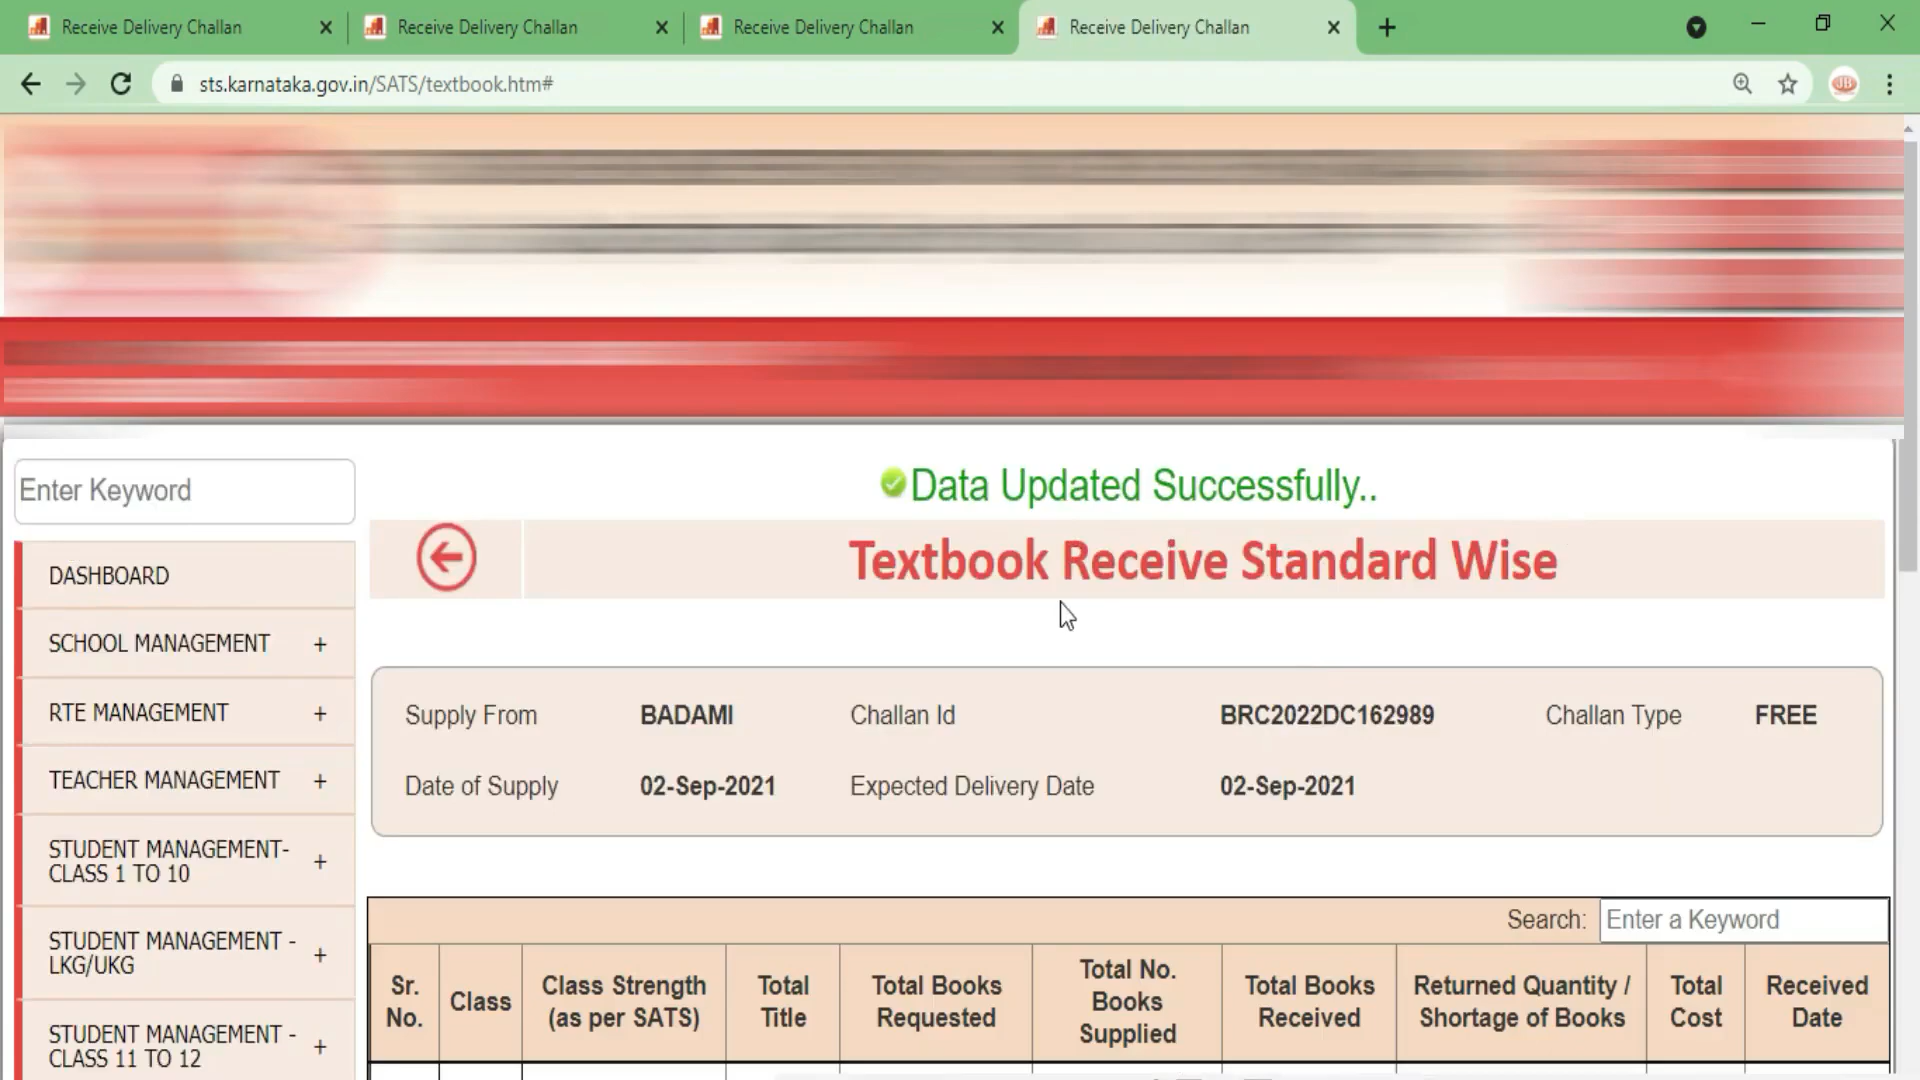 Receive Delivery Challan
Receive Delivery Challan
Receive Delivery Challan
Receive Delivery Challan
sts.karnataka.gov.in/SATS/textbook.htm#
Enter Keyword
DASHBOARD
SCHOOL MANAGEMENT +
RTE MANAGEMENT +
TEACHER MANAGEMENT +
STUDENT MANAGEMENT-
CLASS 1 TO 10 +
STUDENT MANAGEMENT -
LKG/UKG +
STUDENT MANAGEMENT -
CLASS 11 TO 12 +
Data Updated Successfully..
Textbook Receive Standard Wise
Supply From BADAMI Challan Id BRC2022DC162989 Challan Type FREE
Date of Supply 02-Sep-2021 Expected Delivery Date 02-Sep-2021
Search: Enter a Keyword
Sr. No.
Class
Class Strength (as per SATS)
Total Title
Total Books Requested
Total No. Books Supplied
Total Books Received
Returned Quantity / Shortage of Books
Total Cost
Received Date